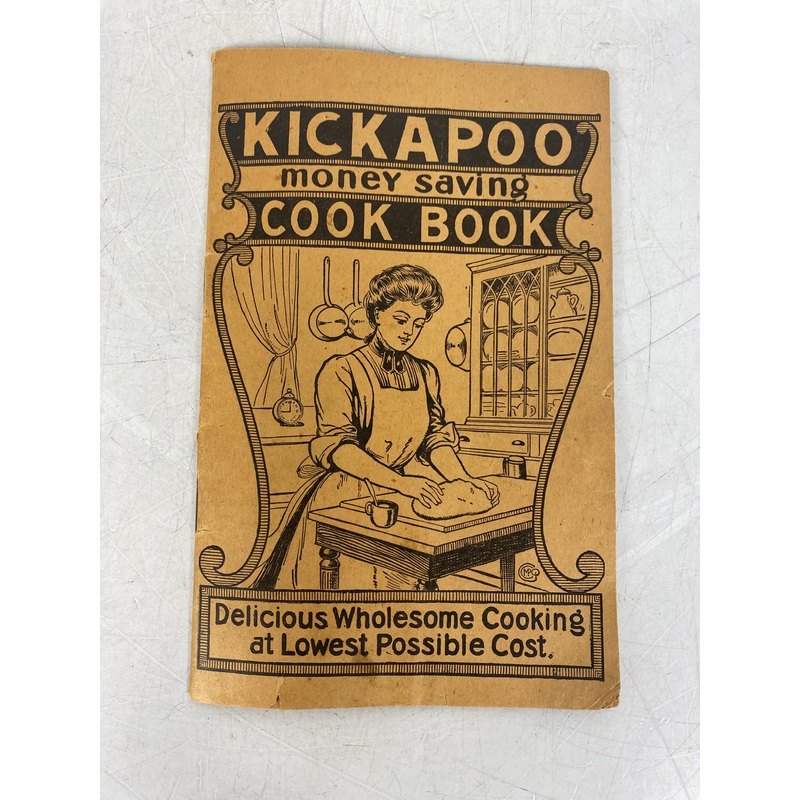 KICKAPOO
money saving
COOK BOOK
Delicious Wholesome Cooking
at Lowest Possible Cost.